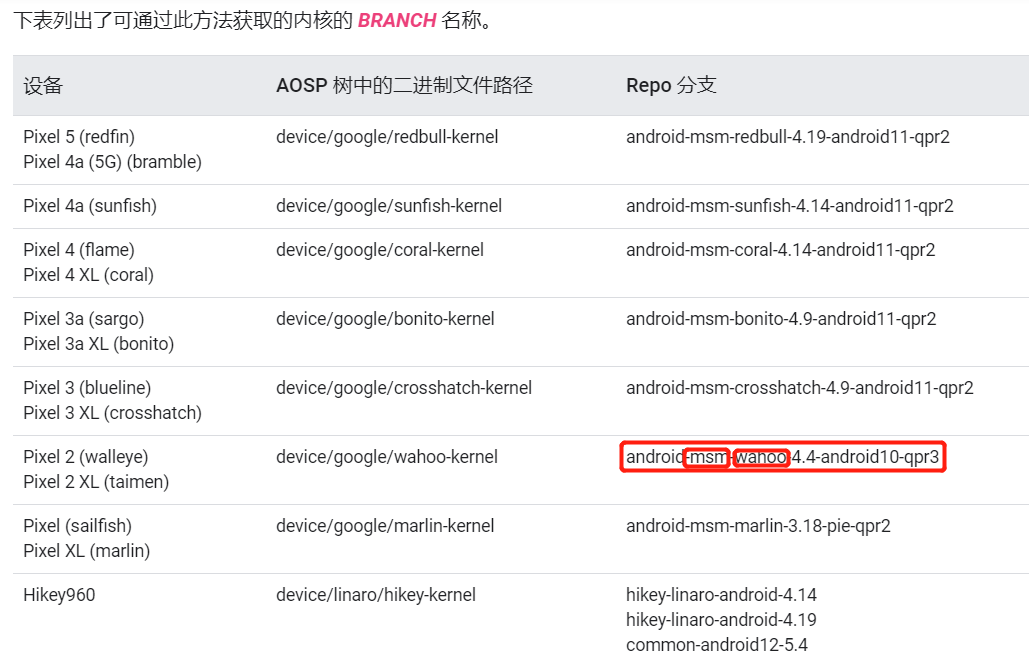 下表列出了可通过此方法获取的内核的 BRANCH 名称。
设备 AOSP 树中的二进制文件路径 Repo 分支
Pixel 5 (redfin) device/google/redbull-kernel android-msm-redbull-4.19-android11-qpr2
Pixel 4a (5G) (bramble)
Pixel 4a (sunfish) device/google/sunfish-kernel android-msm-sunfish-4.14-android11-qpr2
Pixel 4 (flame) device/google/coral-kernel android-msm-coral-4.14-android11-qpr2
Pixel 4 XL (coral)
Pixel 3a (sargo) device/google/bonito-kernel android-msm-bonito-4.9-android11-qpr2
Pixel 3a XL (bonito)
Pixel 3 (blueline) device/google/crosshatch-kernel android-msm-crosshatch-4.9-android11-qpr2
Pixel 3 XL (crosshatch)
Pixel 2 (walleye) device/google/wahoo-kernel android-msm-wahoo-4.4-android10-qpr3
Pixel 2 XL (taimen)
Pixel (sailfish) device/google/marlin-kernel android-msm-marlin-3.18-pie-qpr2
Pixel XL (marlin)
Hikey960 device/linaro/hikey-kernel hikey-linaro-android-4.14
hikey-linaro-android-4.19
common-android12-5.4